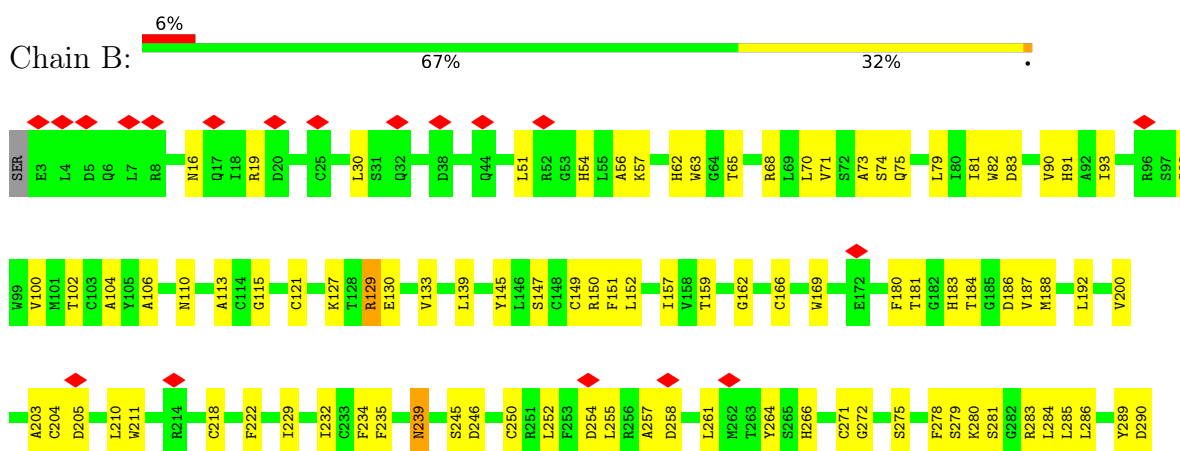 6%
Chain B:
67% 32% •
SER E3 L4 D5 Q6 L7 R8 N16 Q17 I18 R19 D20 C25 L30 S31 Q32 D38 Q44 L51 R52 G53 H54 L55 A56 K57 H62 W63 G64 T65 R68 L69 L70 V71 S72 A73 S74 Q75 L79 I80 I81 W82 D83 V90 H91 A92 I93 R96 S97
W99 V100 M101 T102 C103 A104 Y105 A106 N110 A113 C114 G115 C121 K127 T128 R129 E130 V133 L139 Y145 L146 S147 C148 C149 R150 F151 L152 I157 V158 T159 G162 C166 W169 E172 F180 T181 G182 H183 T184 G185 D186 V187 M188 L192 V200
A203 C204 D205 L210 W211 R214 C218 F222 I229 I232 C233 F234 F235 N239 S245 D246 C250 R251 L252 F253 D254 L255 R256 A257 D258 L261 M262 T263 Y264 S265 H266 C271 G272 S275 F278 S279 K280 S281 G282 R283 L284 L285 L286 Y289 D290